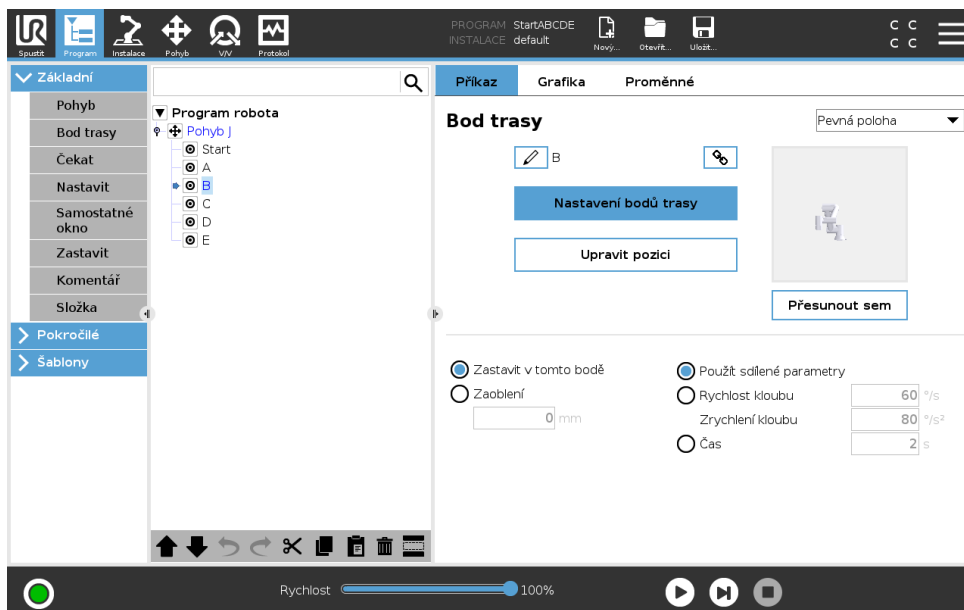 PROGRAM StartABCDE
INSTALACE default
Spustit
Program
Instalace
Pohyb
V/V
Protokol
Nový...
Otevřít...
Uložit...
C C
C C
Základní
Pohyb
Bod trasy
Čekat
Nastavit
Samostatné
okno
Zastavit
Komentář
Složka
Pokročilé
Šablony
Program robota
Pohyb J
Start
A
B
C
D
E
Příkaz
Grafika
Proměnné
Bod trasy
Pevná poloha
B
Nastavení bodů trasy
Upravit pozici
Přesunout sem
Zastavit v tomto bodě
Zaoblení
0 mm
Použít sdílené parametry
Rychlost kloubu 60 °/s
Zrychlení kloubu 80 °/s²
Čas 2 s
Rychlost 100%